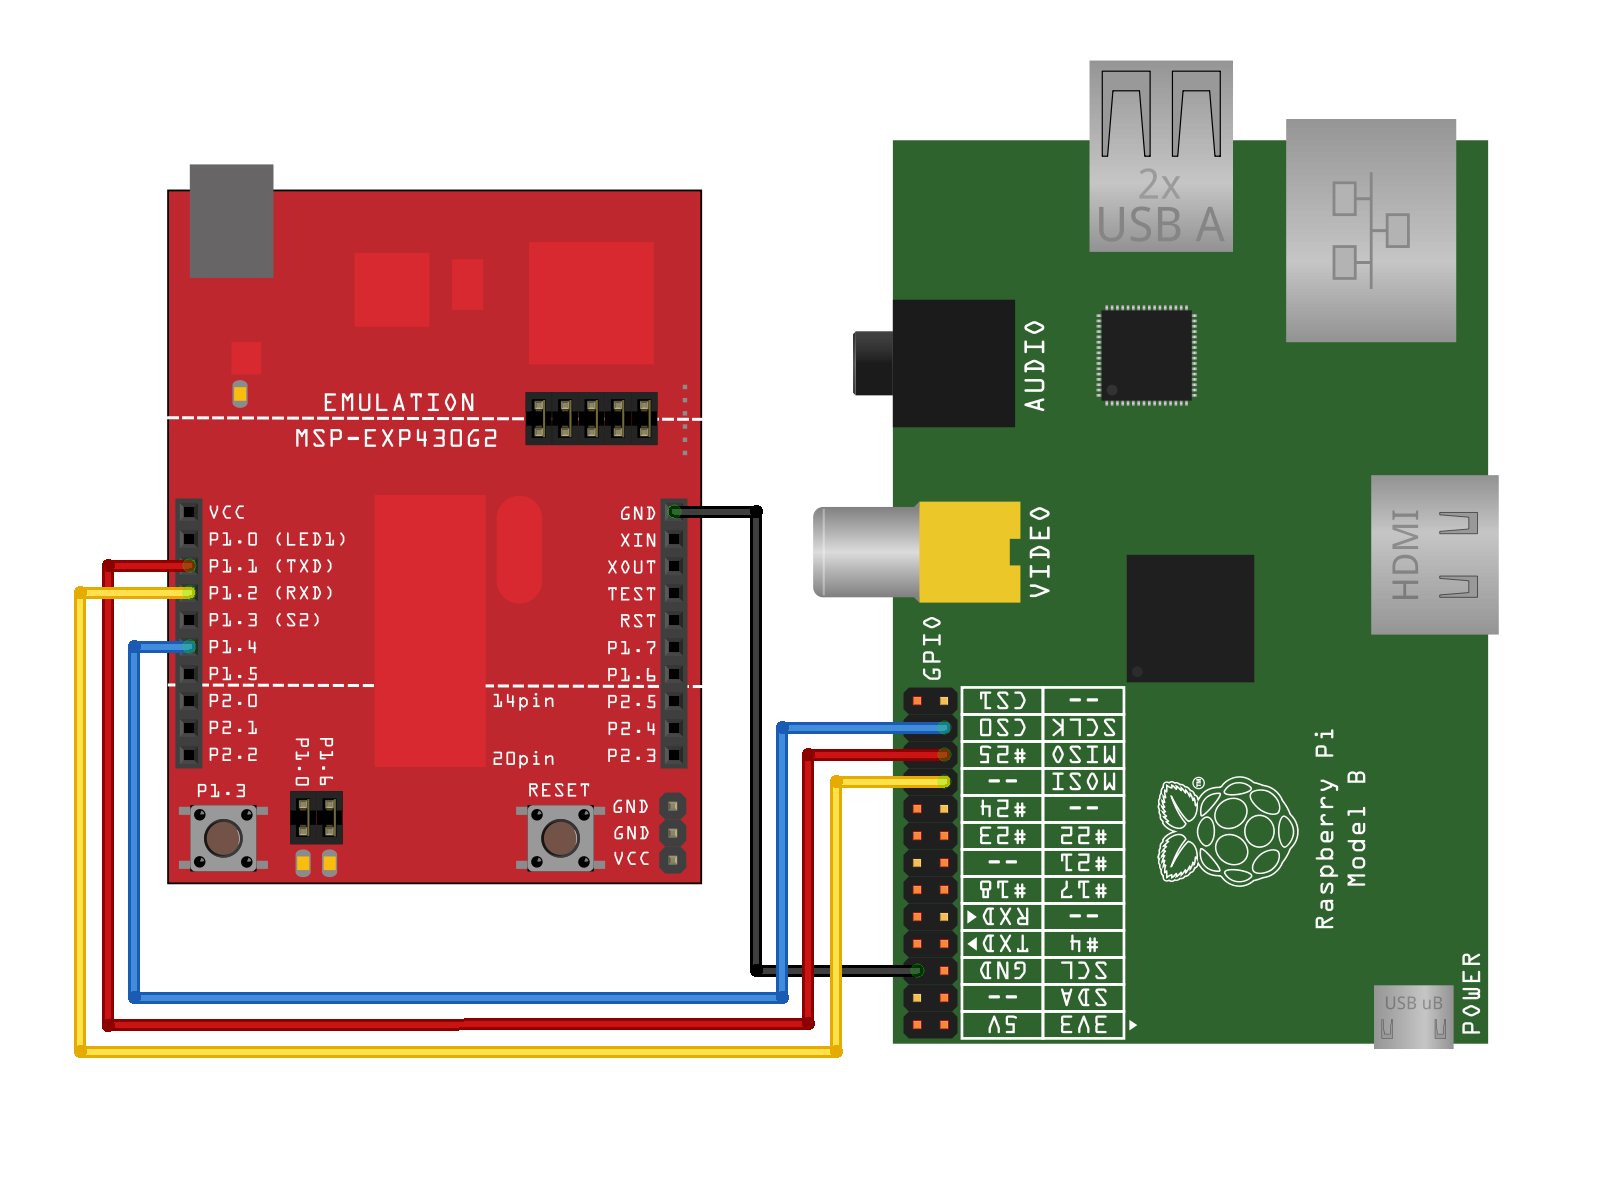 EMULATION
MSP-EXP430G2
VCC
P1.0 (LED1)
P1.1 (TXD)
P1.2 (RXD)
P1.3 (S2)
P1.4
P1.5
P2.0
P2.1
P2.2
GND
XIN
XOUT
TEST
RST
P1.7
P1.6
P2.5
P2.4
P2.3
14pin
20pin
P1.0
P1.6
P1.3
RESET
GND
GND
VCC
2x
USB A
AUDIO
VIDEO
HDMI
GPIO
CS1 --
CS0 SCLK
#25 MISO
-- MOSI
#24 --
#23 #22
-- #21
#18 #17
RXD --
TXD #4
GND SCL
-- SDA
5V 3V3
TM
Raspberry Pi
Model B
USB uB
POWER